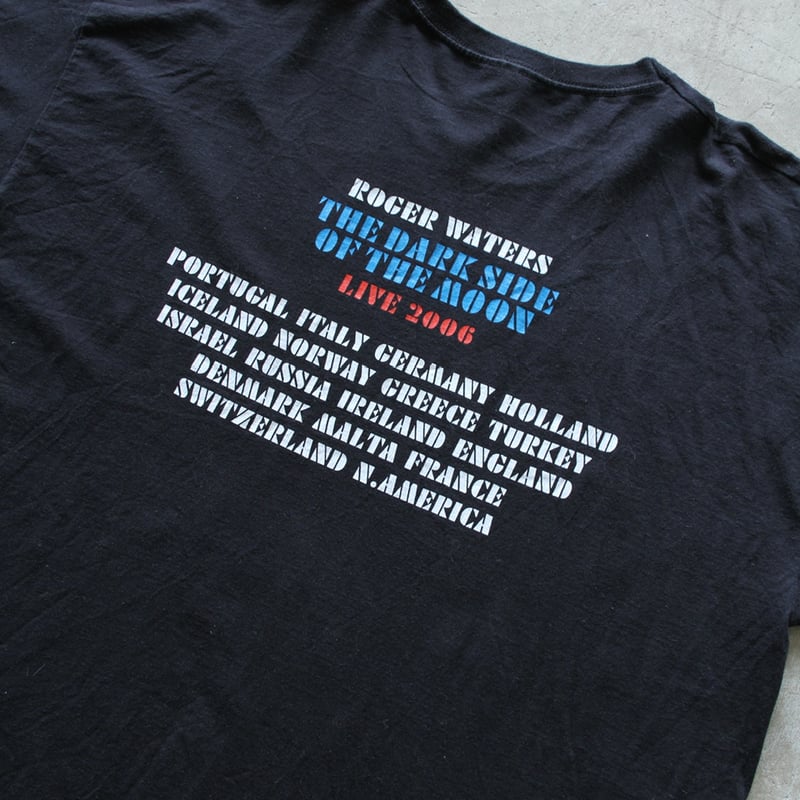 ROGER WATERS
THE DARK SIDE
OF THE MOON
LIVE 2006
PORTUGAL ITALY GERMANY HOLLAND
ICELAND NORWAY GREECE TURKEY
ISRAEL RUSSIA IRELAND ENGLAND
DENMARK MALTA FRANCE
SWITZERLAND N.AMERICA